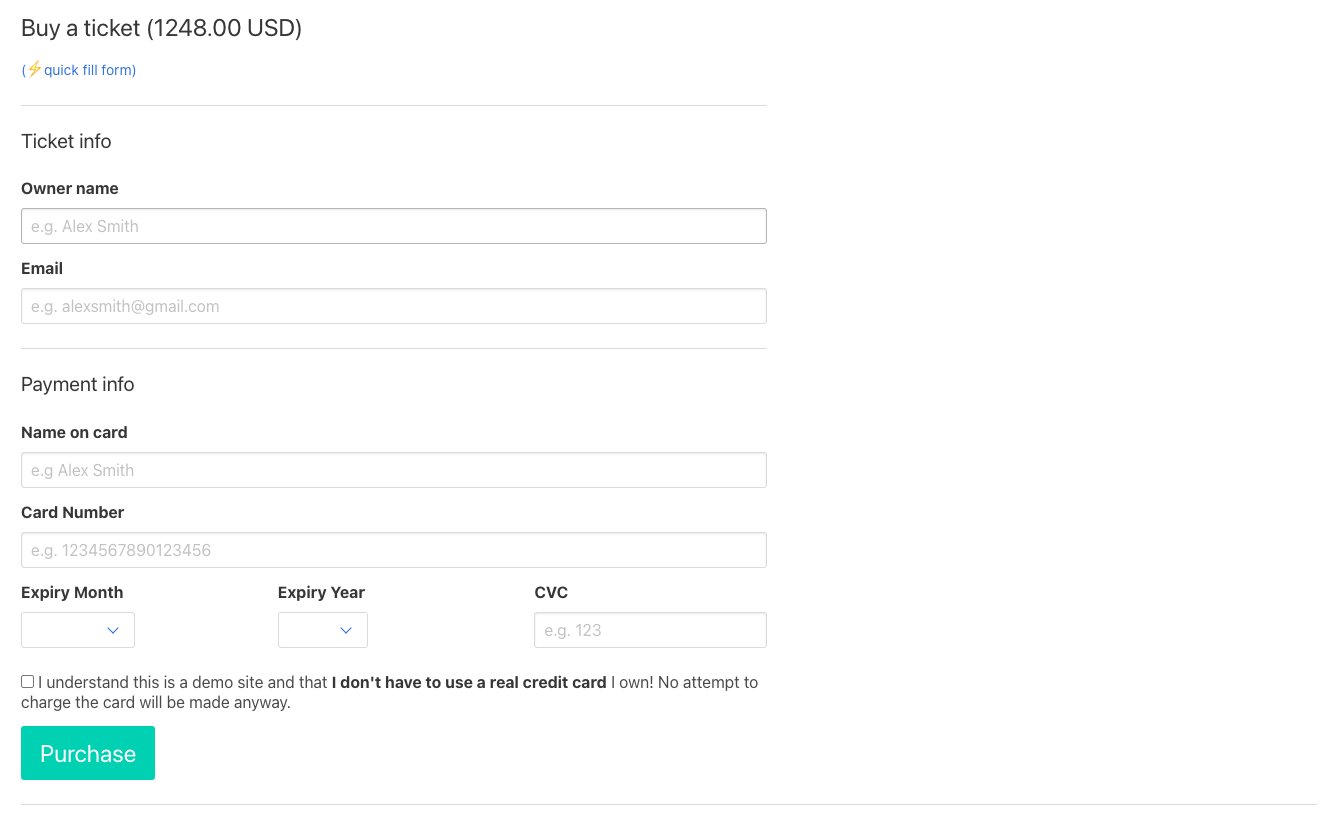 Buy a ticket (1248.00 USD)
(⚡quick fill form)
Ticket info
Owner name
e.g. Alex Smith
Email
e.g. alexsmith@gmail.com
Payment info
Name on card
e.g Alex Smith
Card Number
e.g. 1234567890123456
Expiry Month Expiry Year CVC
e.g. 123
I understand this is a demo site and that I don't have to use a real credit card I own! No attempt to
charge the card will be made anyway.
Purchase